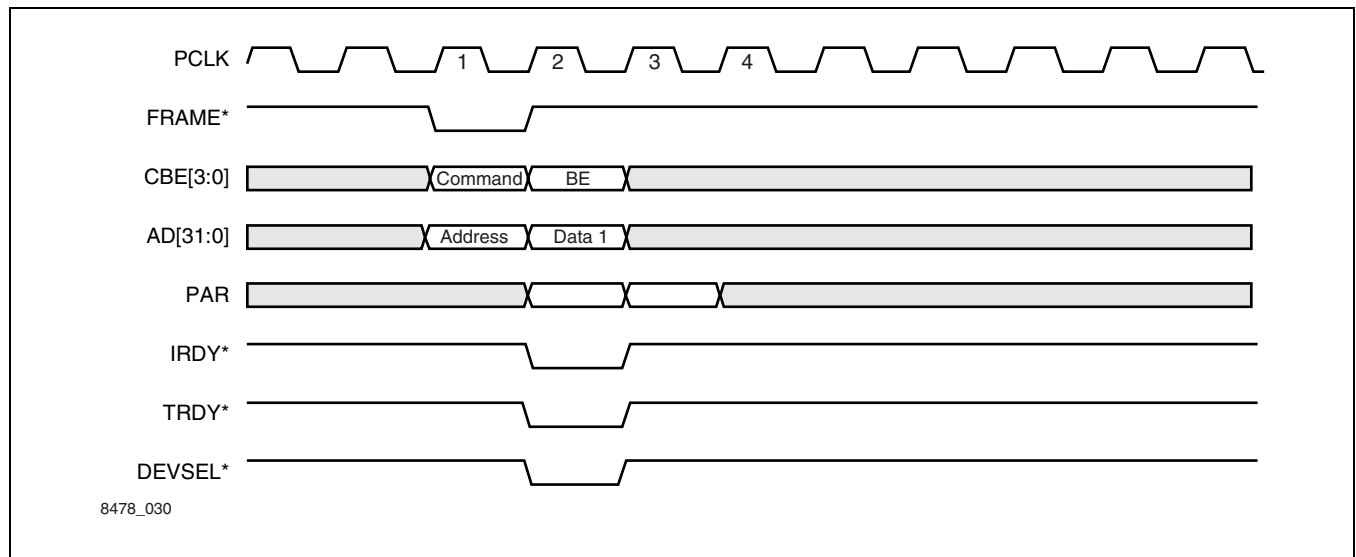 PCLK 1 2 3 4
FRAME*
CBE[3:0] Command BE
AD[31:0] Address Data 1
PAR
IRDY*
TRDY*
DEVSEL*
8478_030